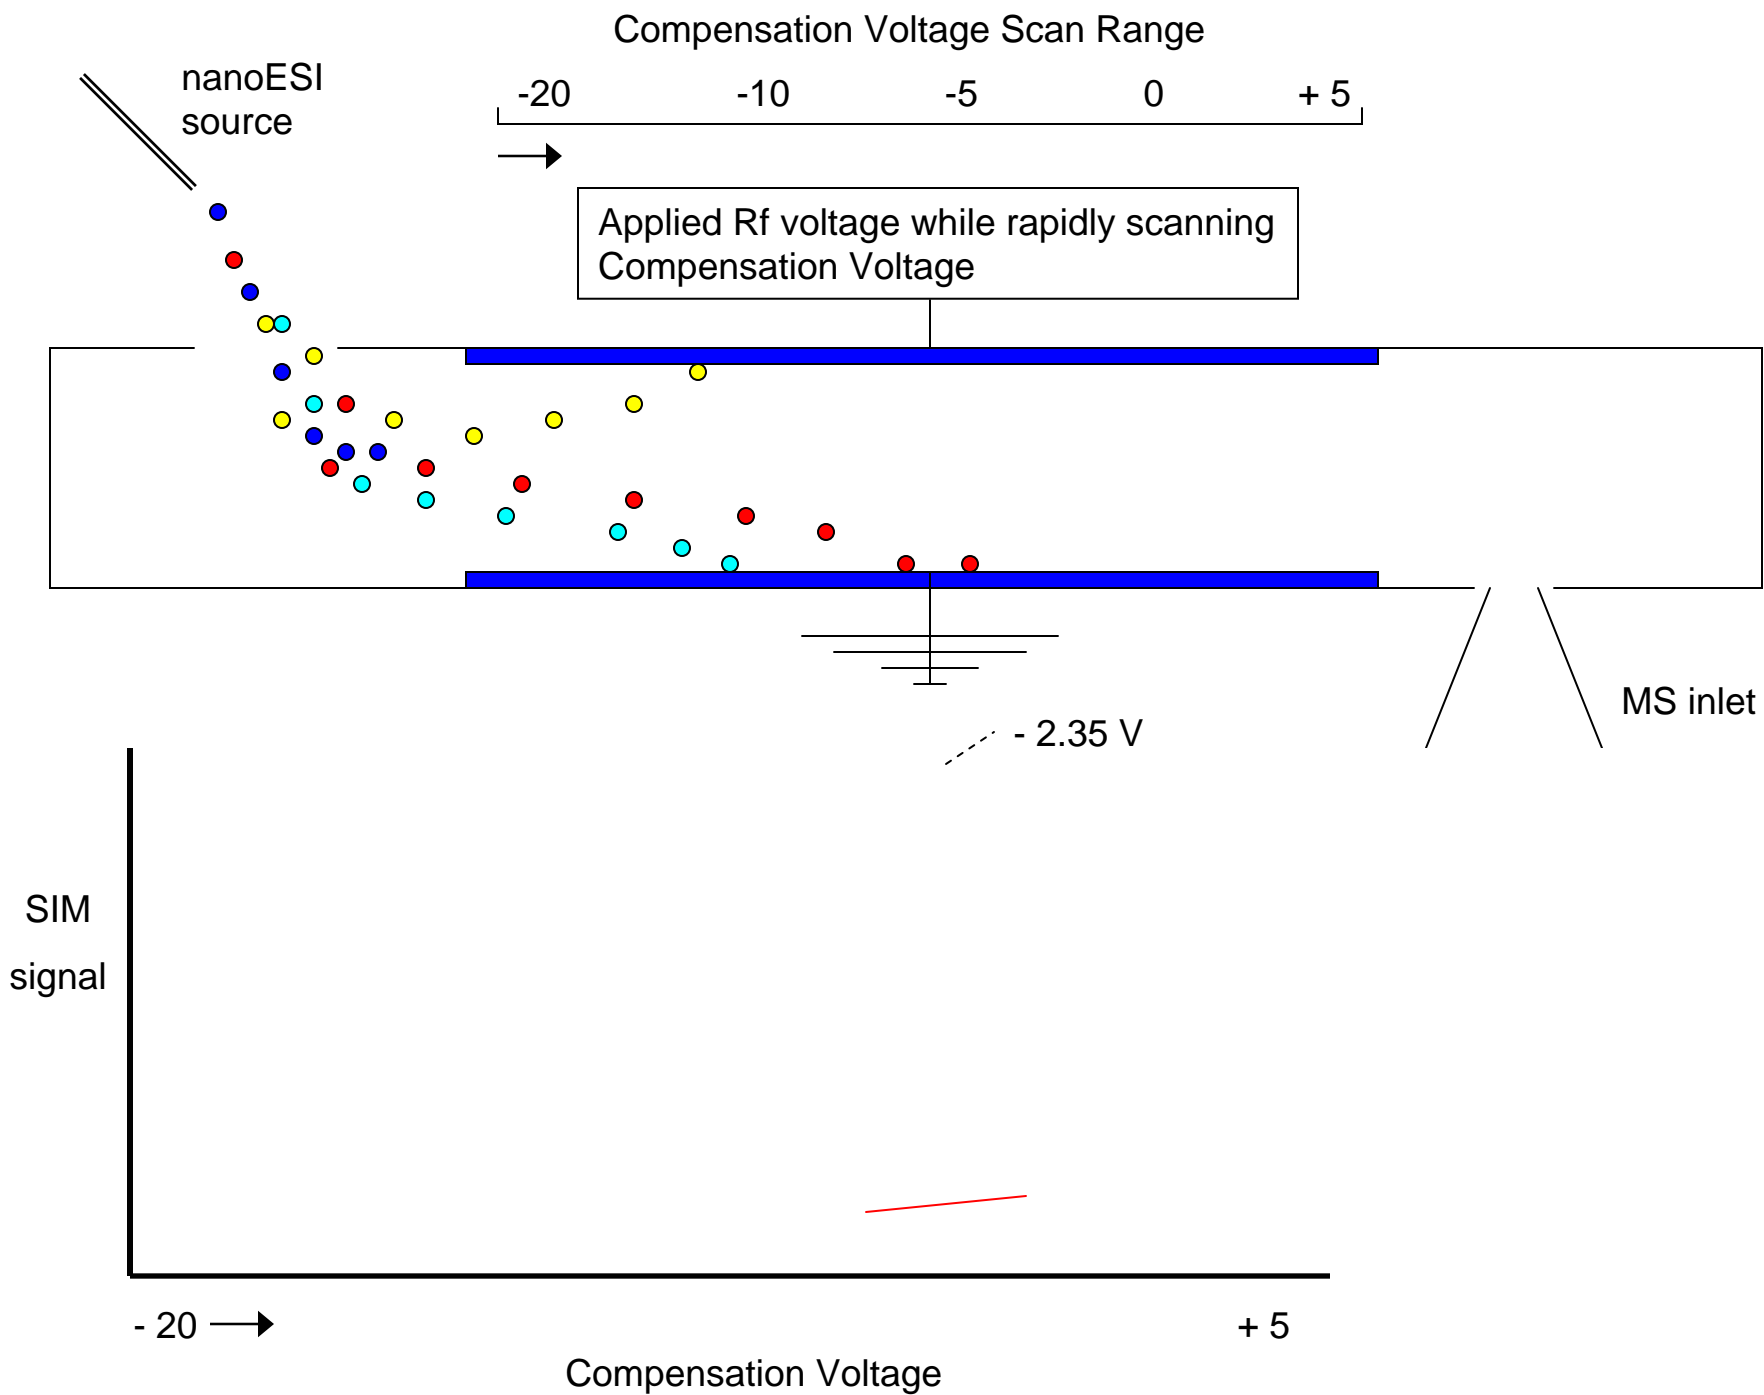 Compensation Voltage Scan Range
nanoESI
source
-20 -10 -5 0 + 5
Applied Rf voltage while rapidly scanning
Compensation Voltage
MS inlet
- 2.35 V
SIM
signal
- 20 + 5
Compensation Voltage